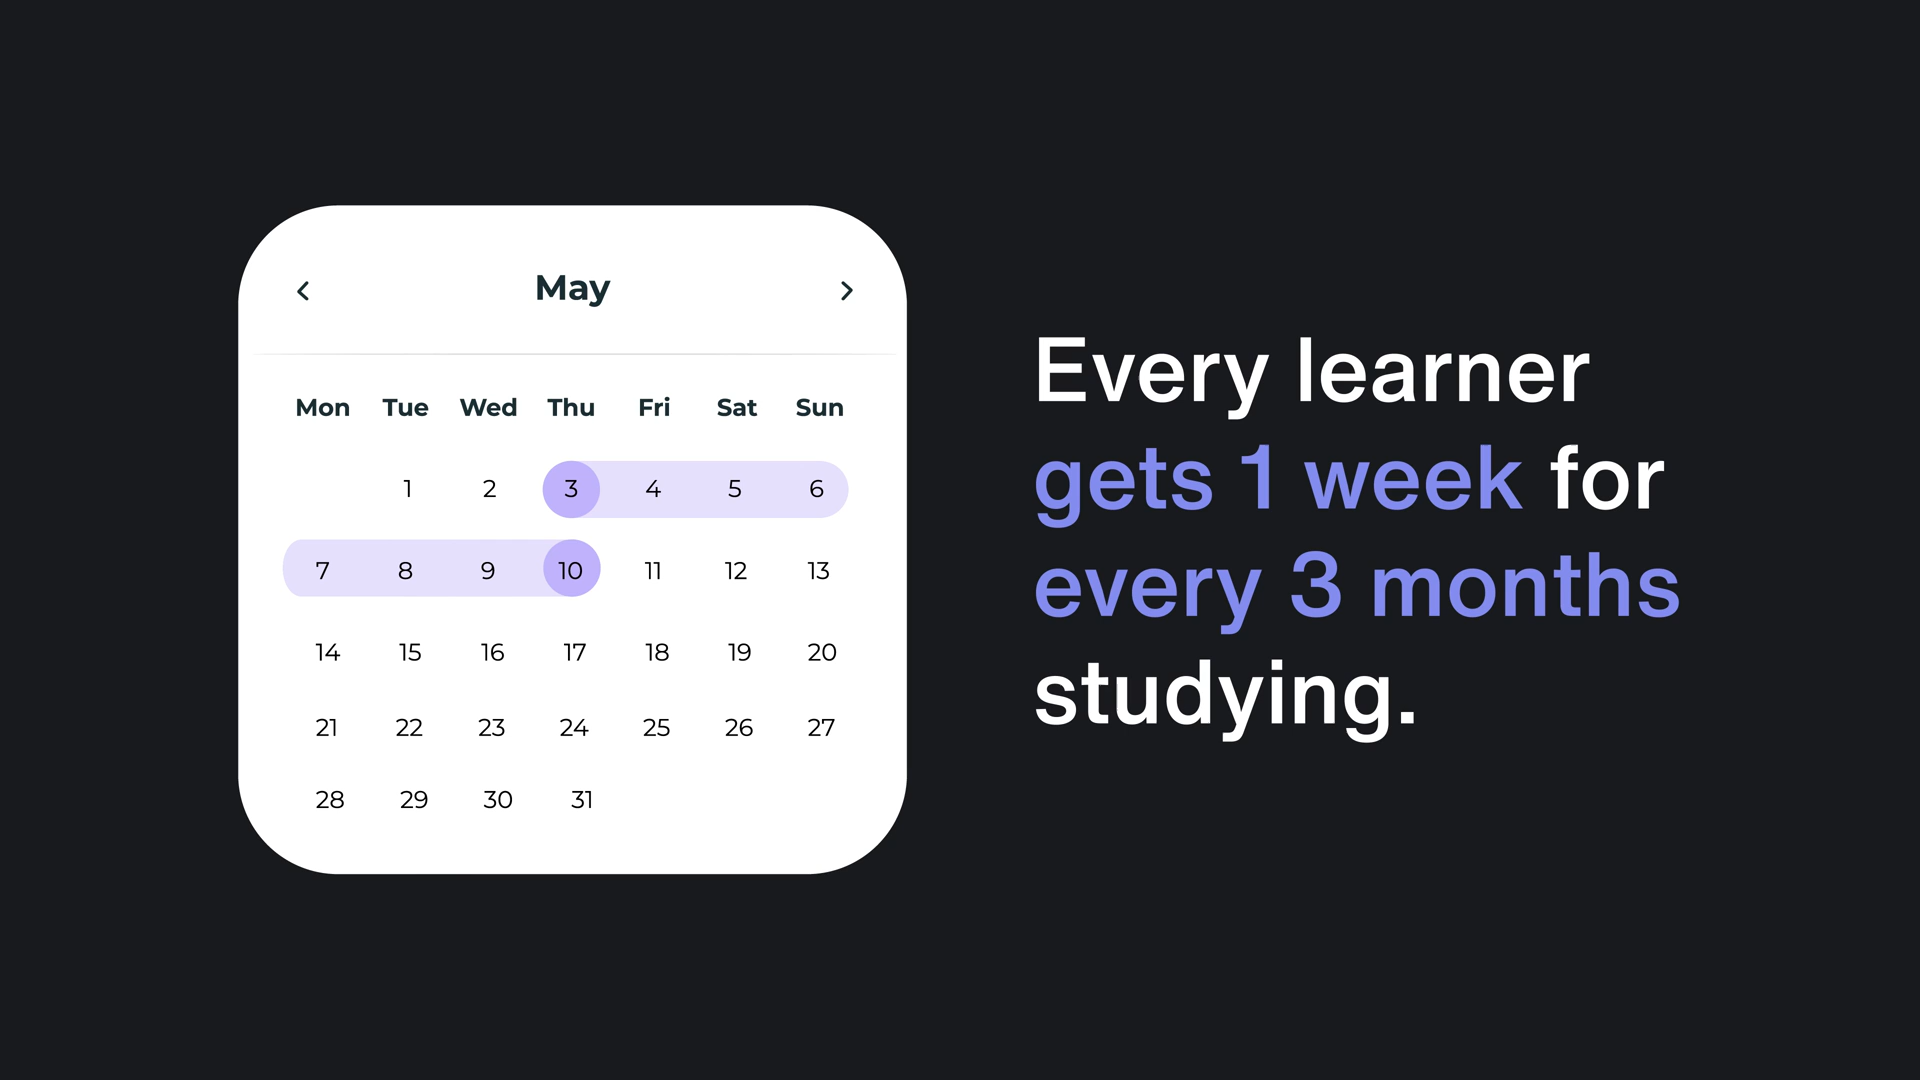 May
Mon Tue Wed Thu Fri Sat Sun
1 2 3 4 5 6
7 8 9 10 11 12 13
14 15 16 17 18 19 20
21 22 23 24 25 26 27
28 29 30 31
Every learner
gets 1 week for
every 3 months
studying.